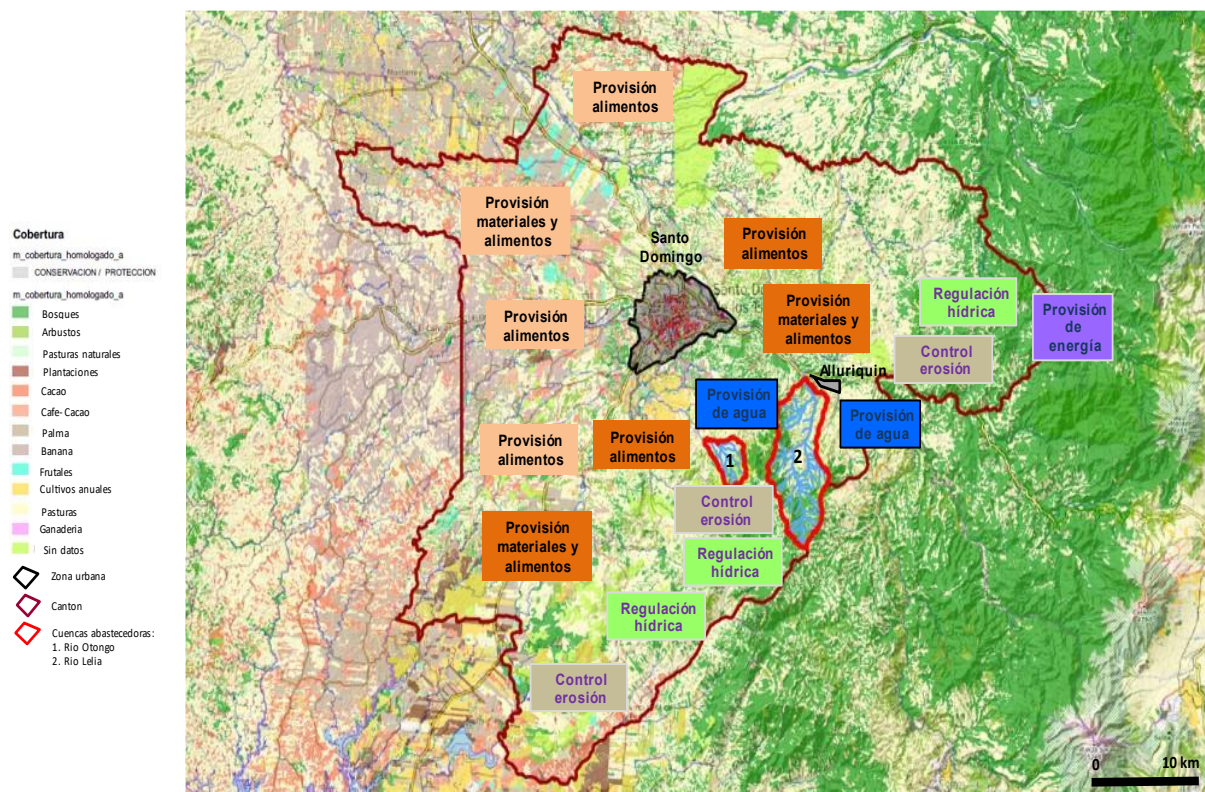 Cobertura
m_cobertura_homologado_a
CONSERVACION / PROTECCION
m_cobertura_homologado_a
Bosques
Arbustos
Pasturas naturales
Plantaciones
Cacao
Cafe- Cacao
Palma
Banana
Frutales
Cultivos anuales
Pasturas
Ganaderia
Sin datos
Zona urbana
Canton
Cuencas abastecedoras:
1. Rio Otongo
2. Rio Lelia
Provisión
alimentos
Provisión
materiales y
alimentos
Santo
Domingo
Provisión
alimentos
Provisión
alimentos
Provisión
materiales y
alimentos
Regulación
hídrica
Provisión
de
energía
Control
erosión
Alluriquin
Provisión
de agua
Provisión
de agua
Provisión
alimentos
Provisión
alimentos
1
2
Control
erosión
Provisión
materiales y
alimentos
Regulación
hídrica
Regulación
hídrica
Control
erosión
0 10 km